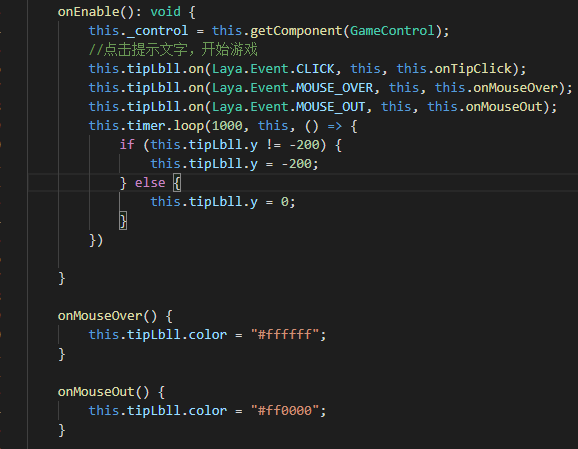 onEnable(): void {
this._control = this.getComponent(GameControl);
//点击提示文字，开始游戏
this.tipLbll.on(Laya.Event.CLICK, this, this.onTipClick);
this.tipLbll.on(Laya.Event.MOUSE_OVER, this, this.onMouseOver);
this.tipLbll.on(Laya.Event.MOUSE_OUT, this, this.onMouseOut);
this.timer.loop(1000, this, () => {
if (this.tipLbll.y != -200) {
this.tipLbll.y = -200;
} else {
this.tipLbll.y = 0;
}
})
}
onMouseOver() {
this.tipLbll.color = "#ffffff";
}
onMouseOut() {
this.tipLbll.color = "#ff0000";
}